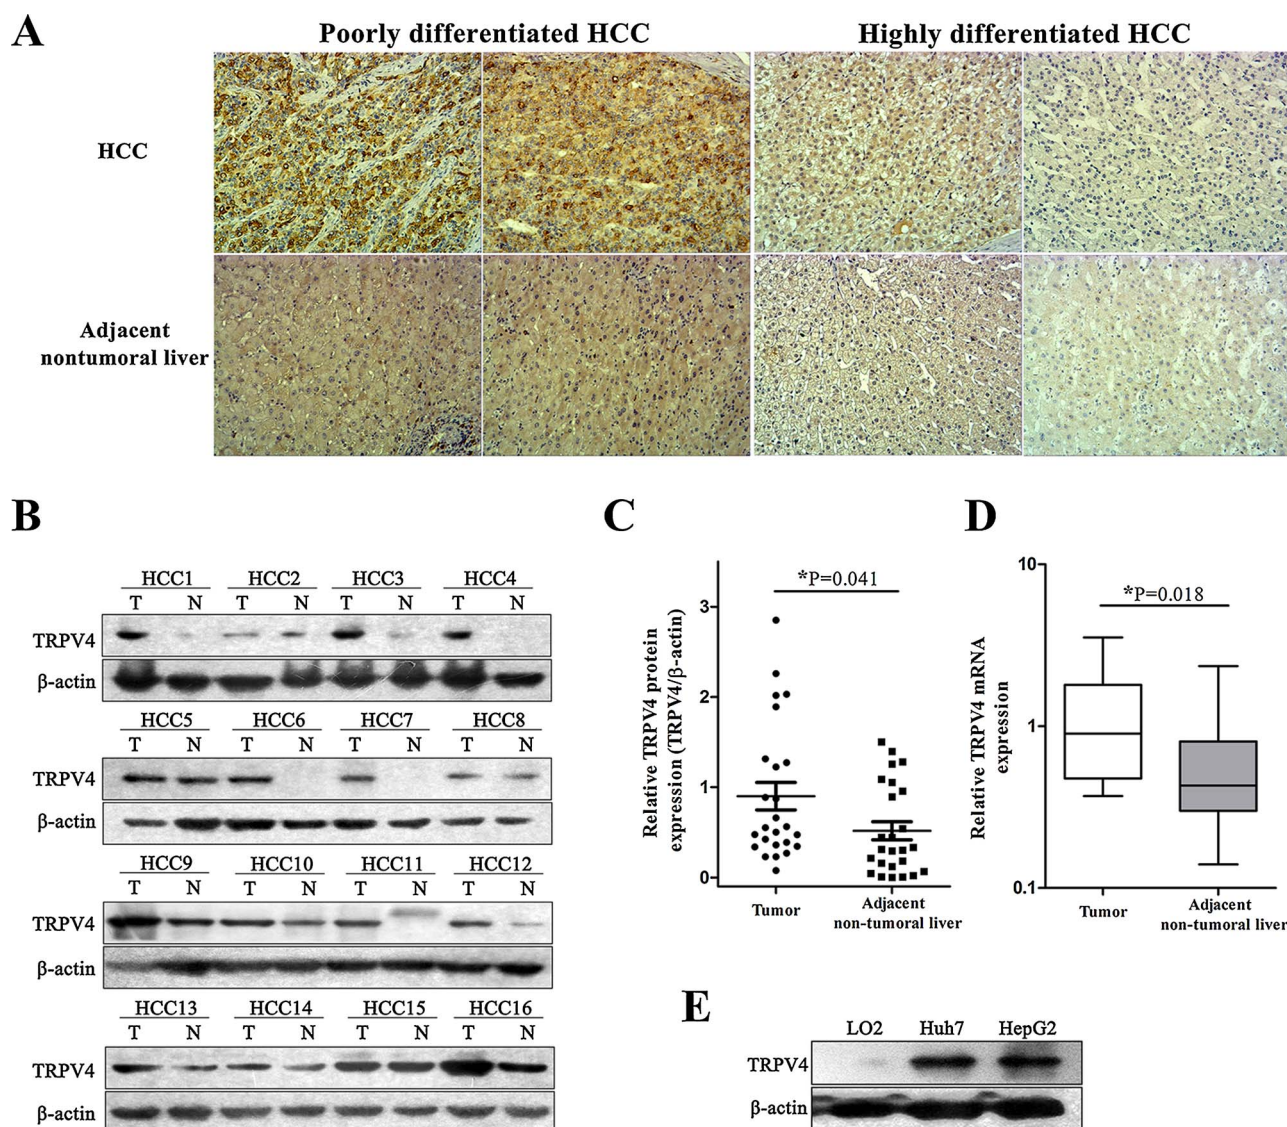 A
Poorly differentiated HCC
Highly differentiated HCC
HCC
Adjacent
nontumoral liver
B
HCC1 HCC2 HCC3 HCC4
T N T N T N T N
TRPV4
β-actin
HCC5 HCC6 HCC7 HCC8
T N T N T N T N
TRPV4
β-actin
HCC9 HCC10 HCC11 HCC12
T N T N T N T N
TRPV4
β-actin
HCC13 HCC14 HCC15 HCC16
T N T N T N T N
TRPV4
β-actin
C
Relative TRPV4 protein
expression (TRPV4/β-actin)
*P=0.041
3
2
1
0
Tumor
Adjacent
non-tumoral liver
D
Relative TRPV4 mRNA
expression
*P=0.018
10
1
0.1
Tumor
Adjacent
non-tumoral liver
E
LO2 Huh7 HepG2
TRPV4
β-actin